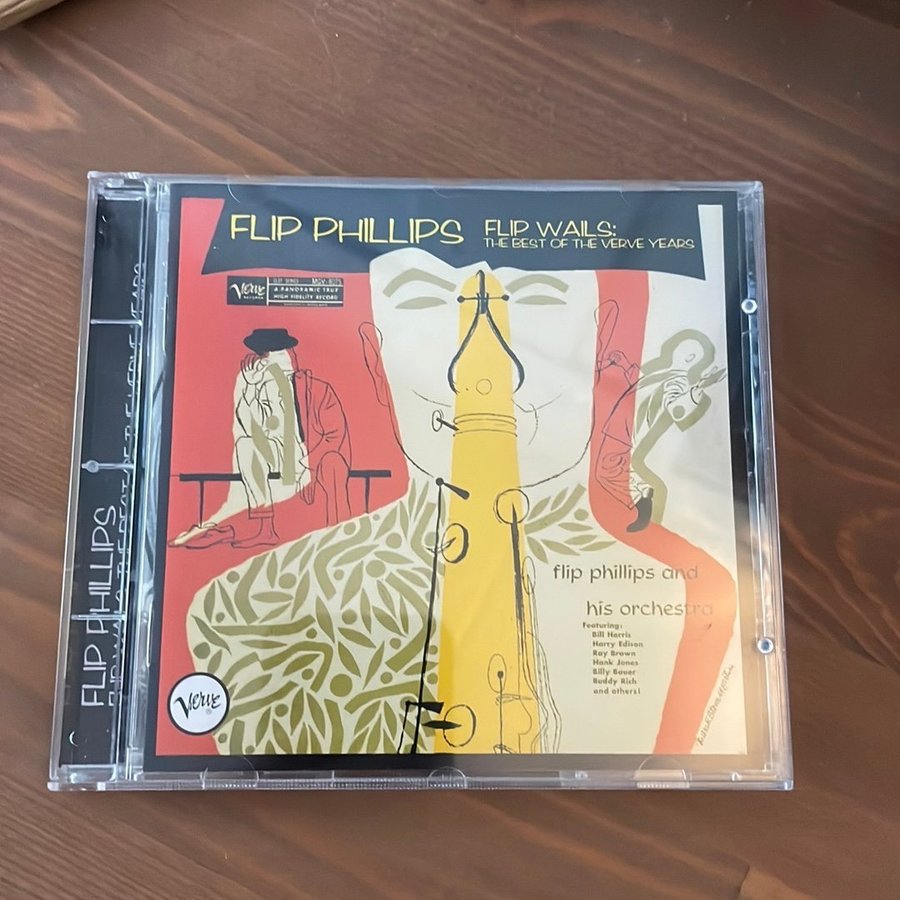 FLIP PHILLIPS
FLIP WAILS:
THE BEST OF THE VERVE YEARS
Verve
RECORDS
A PANORAMIC TRUE
HIGH FIDELITY RECORD
flip phillips and
his orchestra
Featuring:
Bill Harris
Harry Edison
Ray Brown
Hank Jones
Billy Bauer
Buddy Rich
and others!
Verve
FLIP PHILLIPS